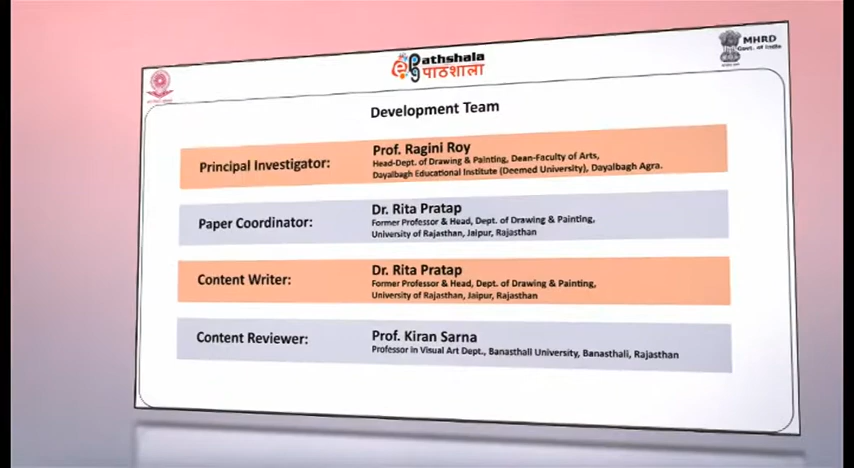 ePathshala
पाठशाला
MHRD
Govt. of India
Development Team
Principal Investigator:
Prof. Ragini Roy
Head-Dept. of Drawing & Painting, Dean-Faculty of Arts,
Dayalbagh Educational Institute (Deemed University), Dayalbagh Agra.
Paper Coordinator:
Dr. Rita Pratap
Former Professor & Head, Dept. of Drawing & Painting,
University of Rajasthan, Jaipur, Rajasthan
Content Writer:
Dr. Rita Pratap
Former Professor & Head, Dept. of Drawing & Painting,
University of Rajasthan, Jaipur, Rajasthan
Content Reviewer:
Prof. Kiran Sarna
Professor in Visual Art Dept., Banasthall University, Banasthali, Rajasthan